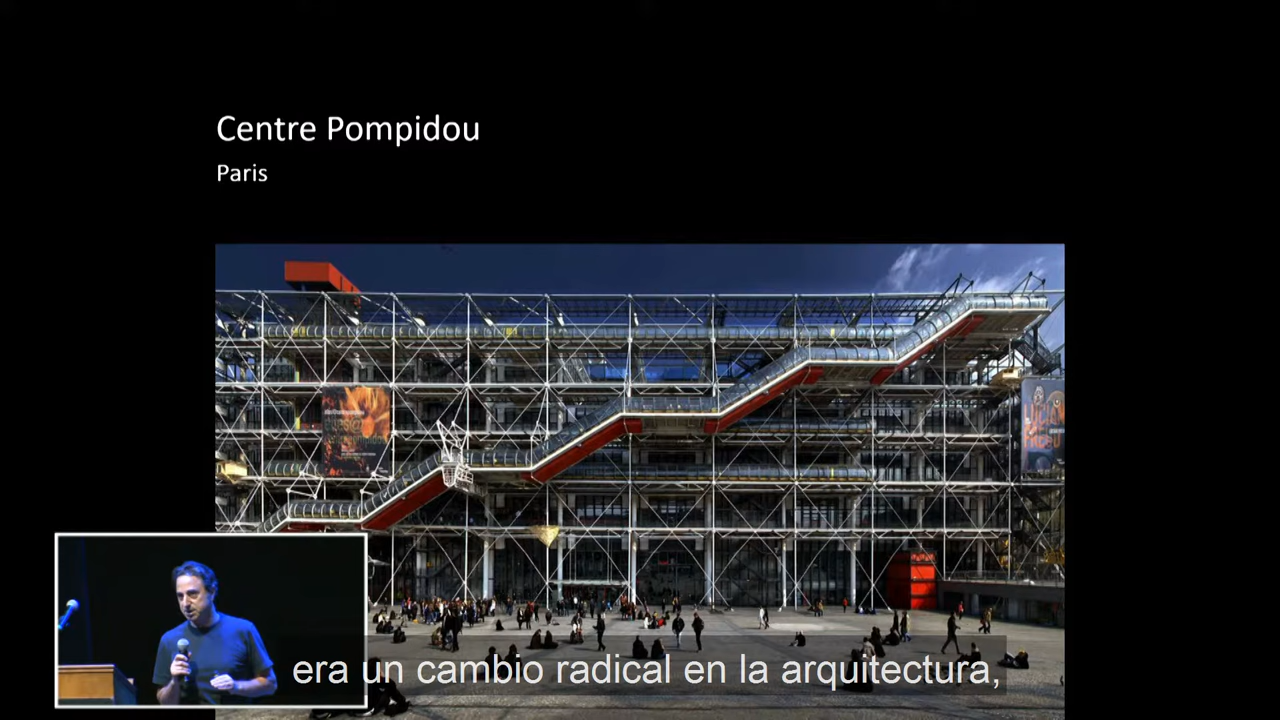 Centre Pompidou
Paris
era un cambio radical en la arquitectura,